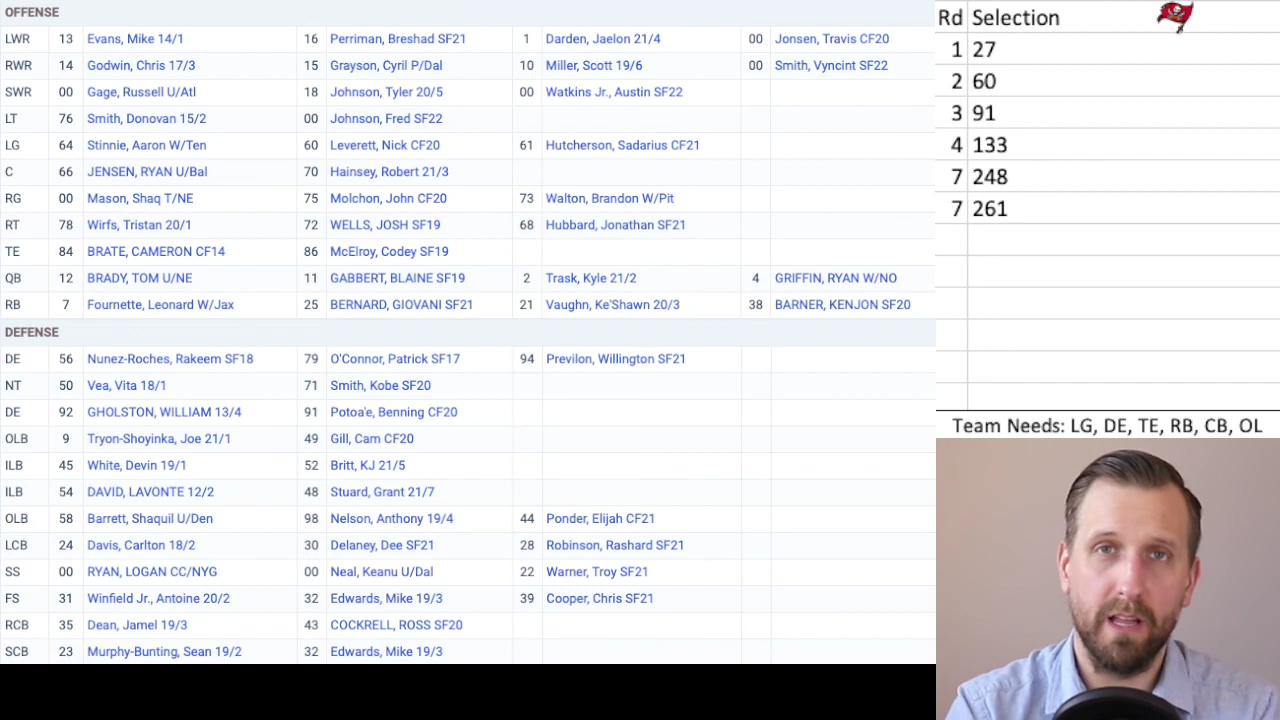 OFFENSE
LWR 13 Evans, Mike 14/1 16 Perriman, Breshad SF21 1 Darden, Jaelon 21/4 00 Jonsen, Travis CF20
RWR 14 Godwin, Chris 17/3 15 Grayson, Cyril P/Dal 10 Miller, Scott 19/6 00 Smith, Vyncint SF22
SWR 00 Gage, Russell U/Atl 18 Johnson, Tyler 20/5 00 Watkins Jr., Austin SF22
LT 76 Smith, Donovan 15/2 00 Johnson, Fred SF22
LG 64 Stinnie, Aaron W/Ten 60 Leverett, Nick CF20 61 Hutcherson, Sadarius CF21
C 66 JENSEN, RYAN U/Bal 70 Hainsey, Robert 21/3
RG 00 Mason, Shaq T/NE 75 Molchon, John CF20 73 Walton, Brandon W/Pit
RT 78 Wirfs, Tristan 20/1 72 WELLS, JOSH SF19 68 Hubbard, Jonathan SF21
TE 84 BRATE, CAMERON CF14 86 McElroy, Codey SF19
QB 12 BRADY, TOM U/NE 11 GABBERT, BLAINE SF19 2 Trask, Kyle 21/2 4 GRIFFIN, RYAN W/NO
RB 7 Fournette, Leonard W/Jax 25 BERNARD, GIOVANI SF21 21 Vaughn, Ke'Shawn 20/3 38 BARNER, KENJON SF20
DEFENSE
DE 56 Nunez-Roches, Rakeem SF18 79 O'Connor, Patrick SF17 94 Previlon, Willington SF21
NT 50 Vea, Vita 18/1 71 Smith, Kobe SF20
DE 92 GHOLSTON, WILLIAM 13/4 91 Potoa'e, Benning CF20
OLB 9 Tryon-Shoyinka, Joe 21/1 49 Gill, Cam CF20
ILB 45 White, Devin 19/1 52 Britt, KJ 21/5
ILB 54 DAVID, LAVONTE 12/2 48 Stuard, Grant 21/7
OLB 58 Barrett, Shaquil U/Den 98 Nelson, Anthony 19/4 44 Ponder, Elijah CF21
LCB 24 Davis, Carlton 18/2 30 Delaney, Dee SF21 28 Robinson, Rashard SF21
SS 00 RYAN, LOGAN CC/NYG 00 Neal, Keanu U/Dal 22 Warner, Troy SF21
FS 31 Winfield Jr., Antoine 20/2 32 Edwards, Mike 19/3 39 Cooper, Chris SF21
RCB 35 Dean, Jamel 19/3 43 COCKRELL, ROSS SF20
SCB 23 Murphy-Bunting, Sean 19/2 32 Edwards, Mike 19/3
Rd Selection
1 27
2 60
3 91
4 133
7 248
7 261
Team Needs: LG, DE, TE, RB, CB, OL